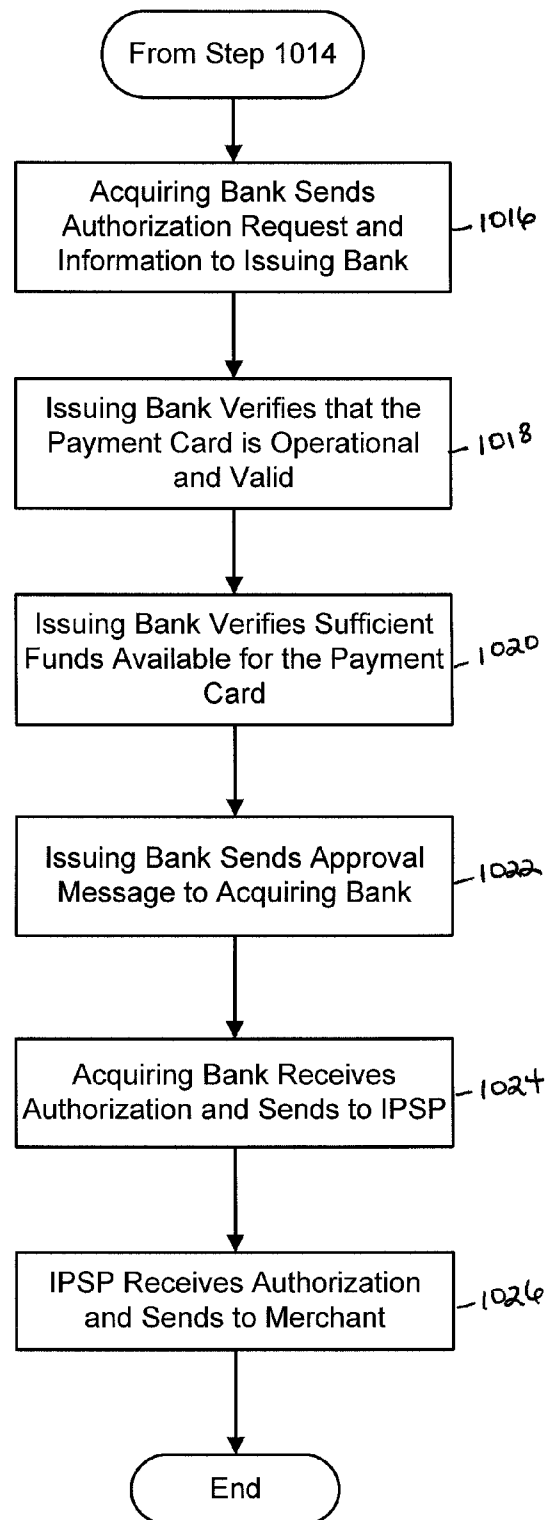 From Step 1014
Acquiring Bank Sends
Authorization Request and
Information to Issuing Bank
1016
Issuing Bank Verifies that the
Payment Card is Operational
and Valid
1018
Issuing Bank Verifies Sufficient
Funds Available for the Payment
Card
1020
Issuing Bank Sends Approval
Message to Acquiring Bank
1022
Acquiring Bank Receives
Authorization and Sends to IPSP
1024
IPSP Receives Authorization
and Sends to Merchant
1026
End